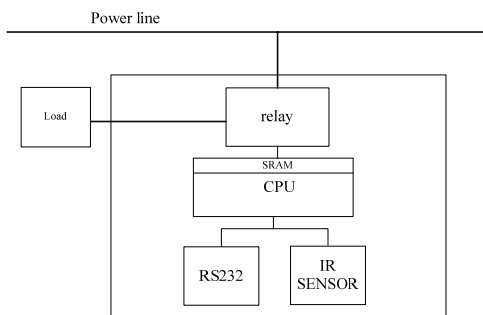 Power line
Load
relay
SRAM
CPU
RS232
IR
SENSOR